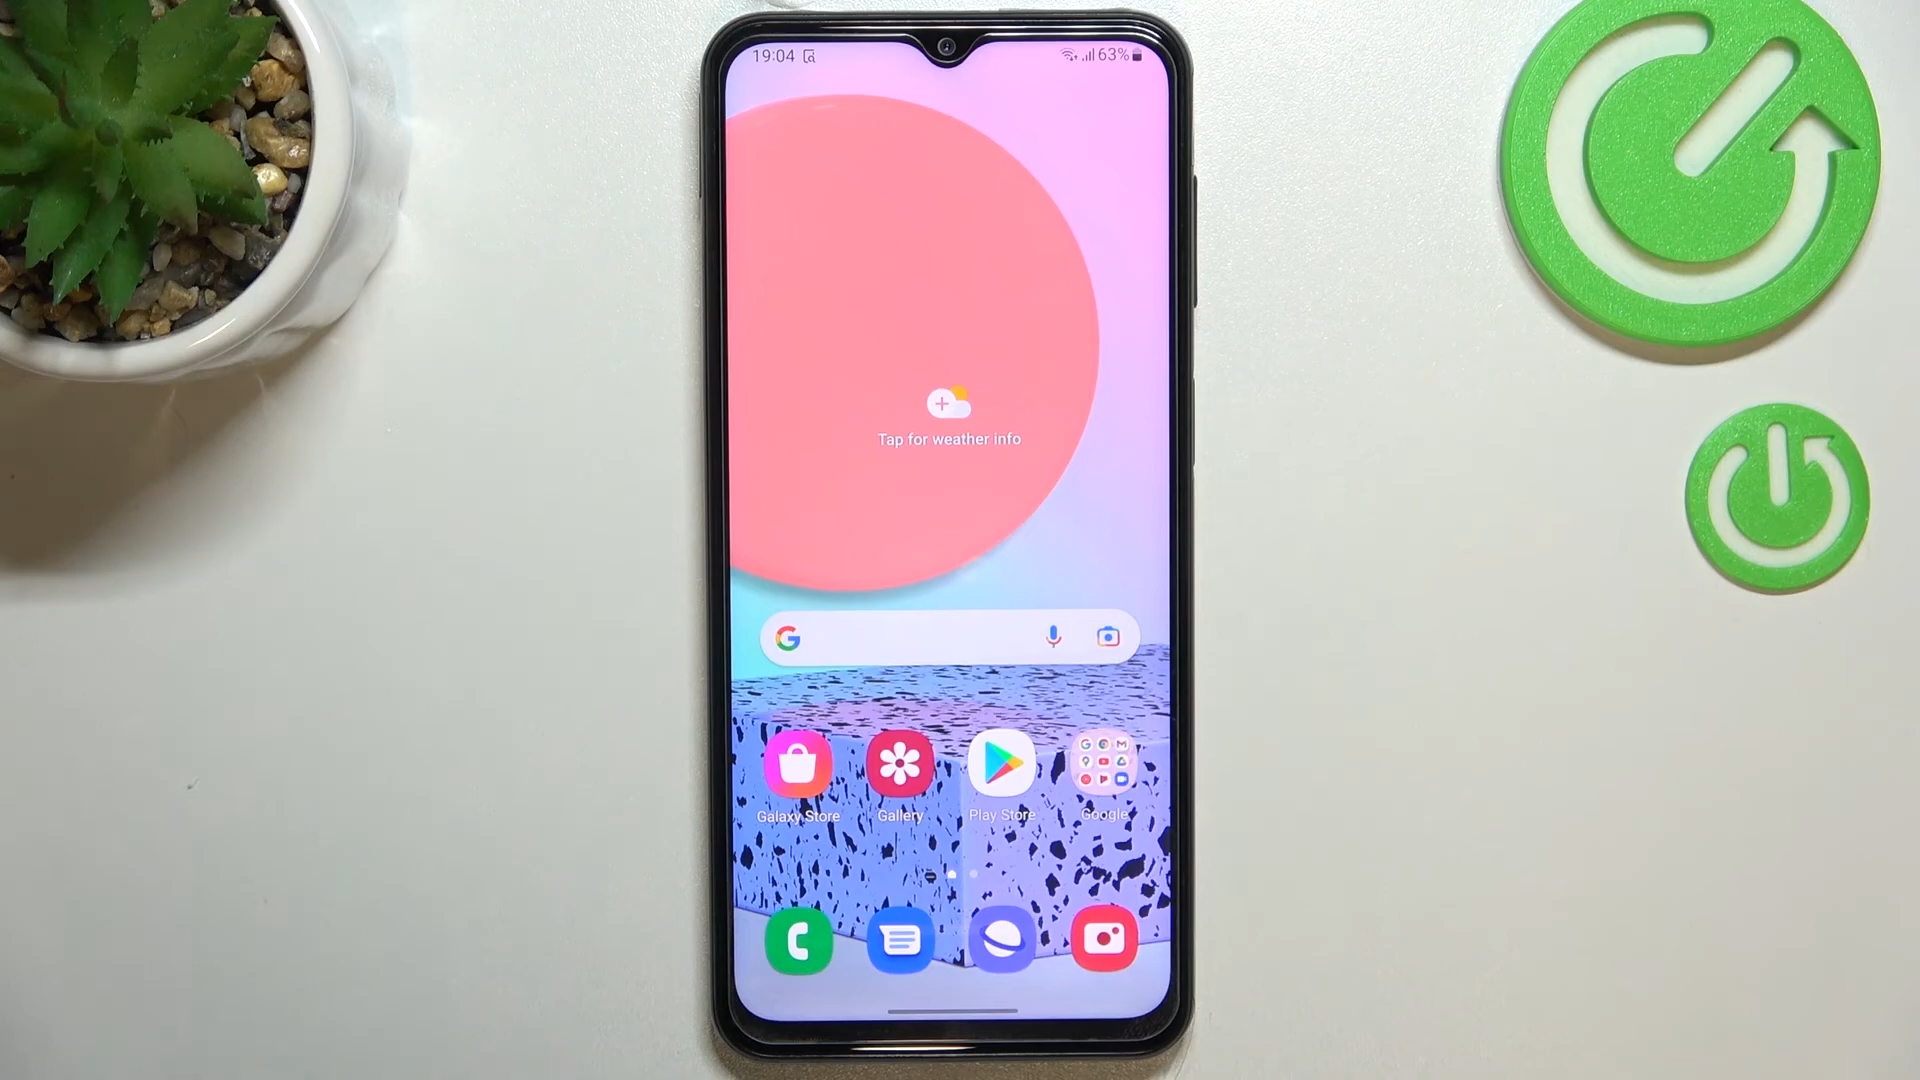 19:04
63%
Tap for weather info
Galaxy Store
Gallery
Play Store
Google